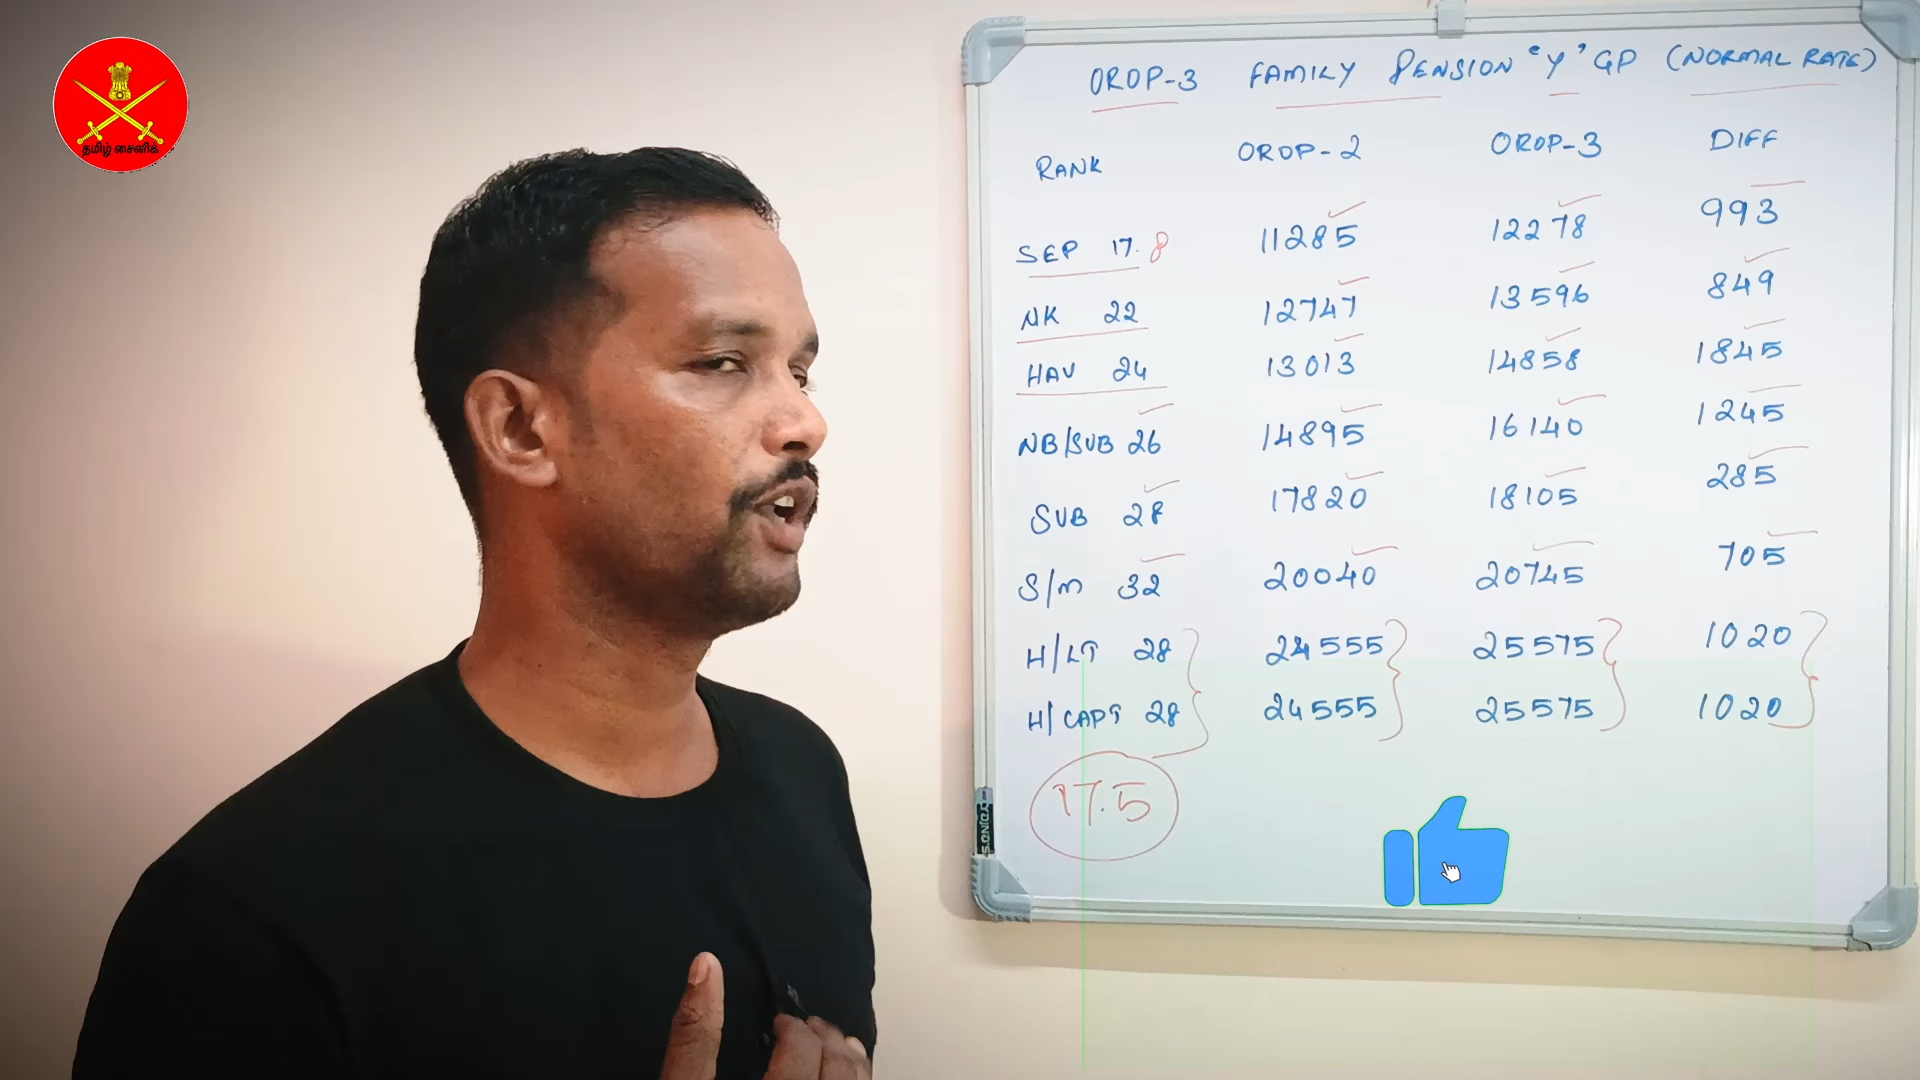 தமிழ் சைனிக்
OROP-3 FAMILY PENSION "Y" GP (NORMAL RATE)
RANK OROP-2 OROP-3 DIFF
SEP 17.8 11285 12278 993
NK 22 12747 13596 849
HAV 24 13013 14858 1845
NB/SUB 26 14895 16140 1245
SUB 28 17820 18105 285
S/M 32 20040 20745 705
H/LT 28 24555 25575 1020
H/CAPT 28 24555 25575 1020
17.5